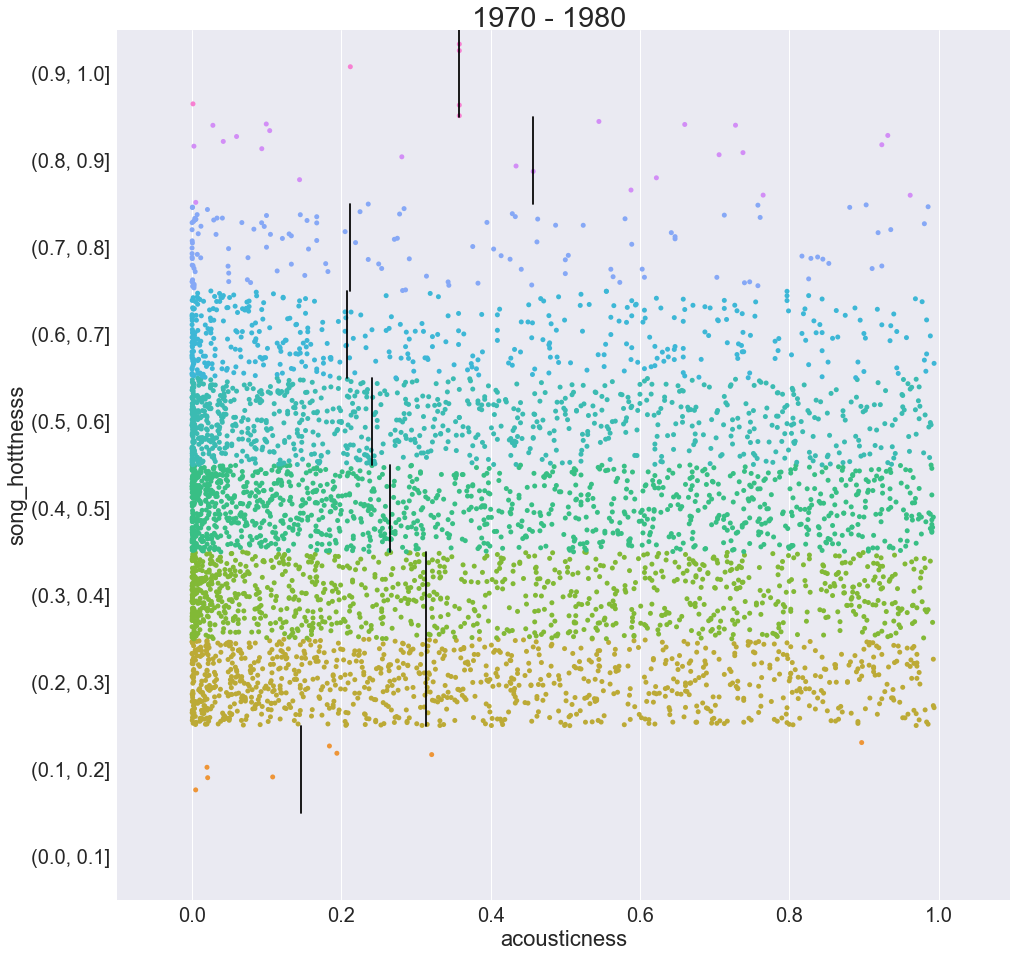 1970 - 1980
song_hotttnesss
(0.9, 1.0]
(0.8, 0.9]
(0.7, 0.8]
(0.6, 0.7]
(0.5, 0.6]
(0.4, 0.5]
(0.3, 0.4]
(0.2, 0.3]
(0.1, 0.2]
(0.0, 0.1]
0.0 0.2 0.4 0.6 0.8 1.0
acousticness